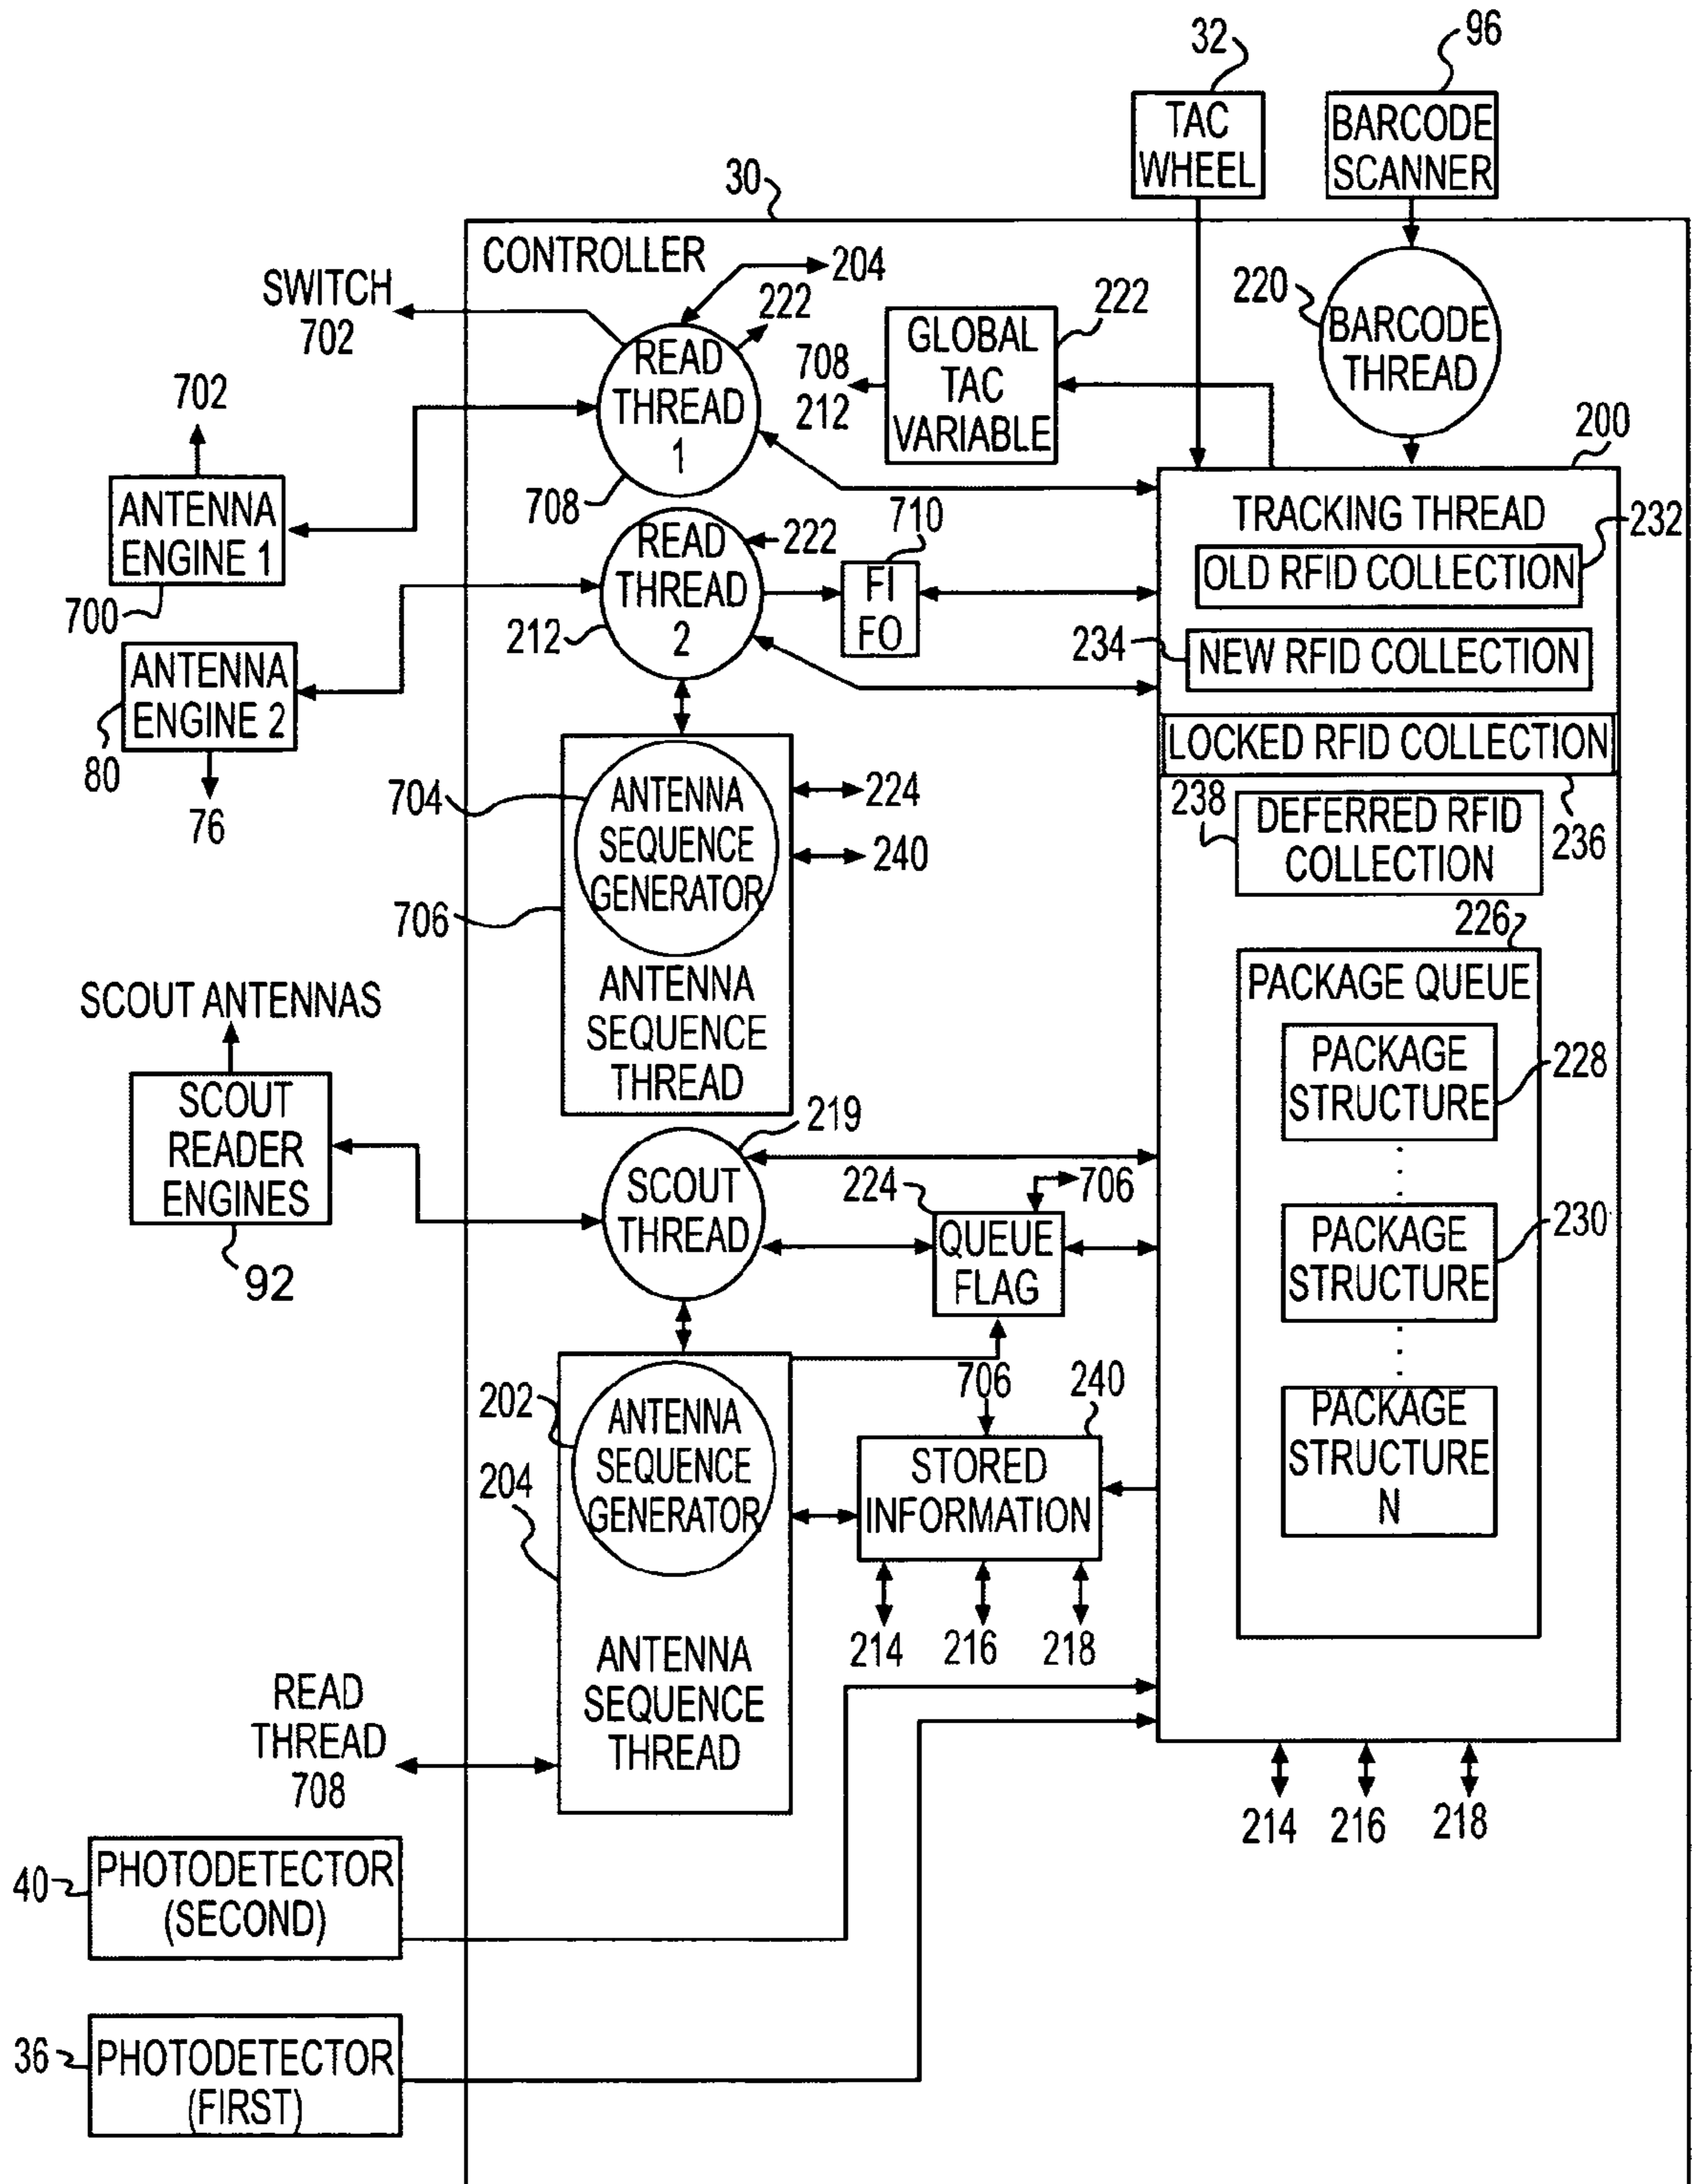 96
32
TAC
WHEEL
BARCODE
SCANNER
30
CONTROLLER
204
SWITCH
702
222
222
220
BARCODE
THREAD
READ
THREAD
1
708
GLOBAL
TAC
VARIABLE
708
212
702
200
ANTENNA
ENGINE 1
700
TRACKING THREAD
232
OLD RFID COLLECTION
710
READ
THREAD
2
222
212
FI
FO
234
NEW RFID COLLECTION
ANTENNA
ENGINE 2
80
76
LOCKED RFID COLLECTION
236
238
DEFERRED RFID
COLLECTION
704
ANTENNA
SEQUENCE
GENERATOR
224
240
706
ANTENNA
SEQUENCE
THREAD
226
PACKAGE QUEUE
PACKAGE
STRUCTURE
228
SCOUT ANTENNAS
SCOUT
READER
ENGINES
92
219
SCOUT
THREAD
224
706
QUEUE
FLAG
PACKAGE
STRUCTURE
230
202
ANTENNA
SEQUENCE
GENERATOR
204
706
240
STORED
INFORMATION
PACKAGE
STRUCTURE
N
214
216
218
ANTENNA
SEQUENCE
THREAD
READ
THREAD
708
214
216
218
40
PHOTODETECTOR
(SECOND)
36
PHOTODETECTOR
(FIRST)